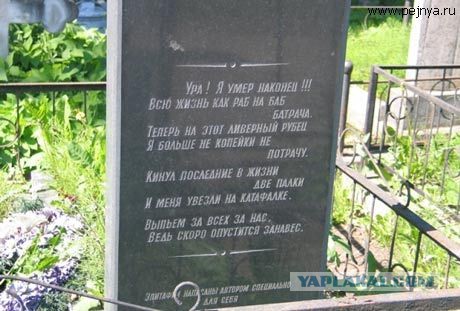 www.pejnya.ru
Ура! Я умер наконец!!!
Всю жизнь как раб на баб
батрача.
Теперь на этот ливерный рубец
Я больше не копейки не
потрачу.
Кинул последние в жизни
две палки
И меня увезли на катафалке.
Выпьем за всех за нас,
Ведь скоро опустится занавес.
Эпитафия написаны автором специально
для себя
YAPLAKAL.COM